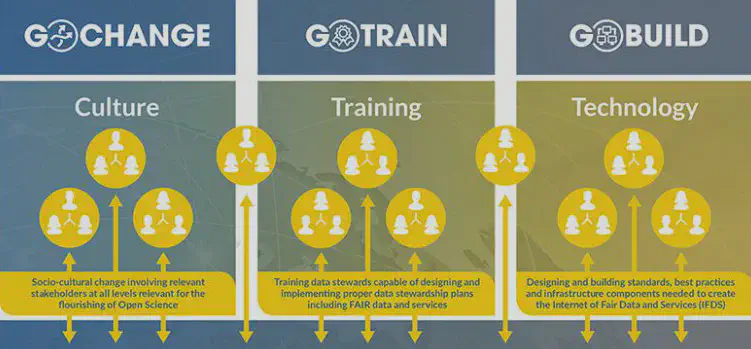 GO CHANGE
Culture
Socio-cultural change involving relevant
stakeholders at all levels relevant for the
flourishing of Open Science
GO TRAIN
Training
Training data stewards capable of designing and
implementing proper data stewardship plans
including FAIR data and services
GO BUILD
Technology
Designing and building standards, best practices
and infrastructure components needed to create
the Internet of Fair Data and Services (IFDS)